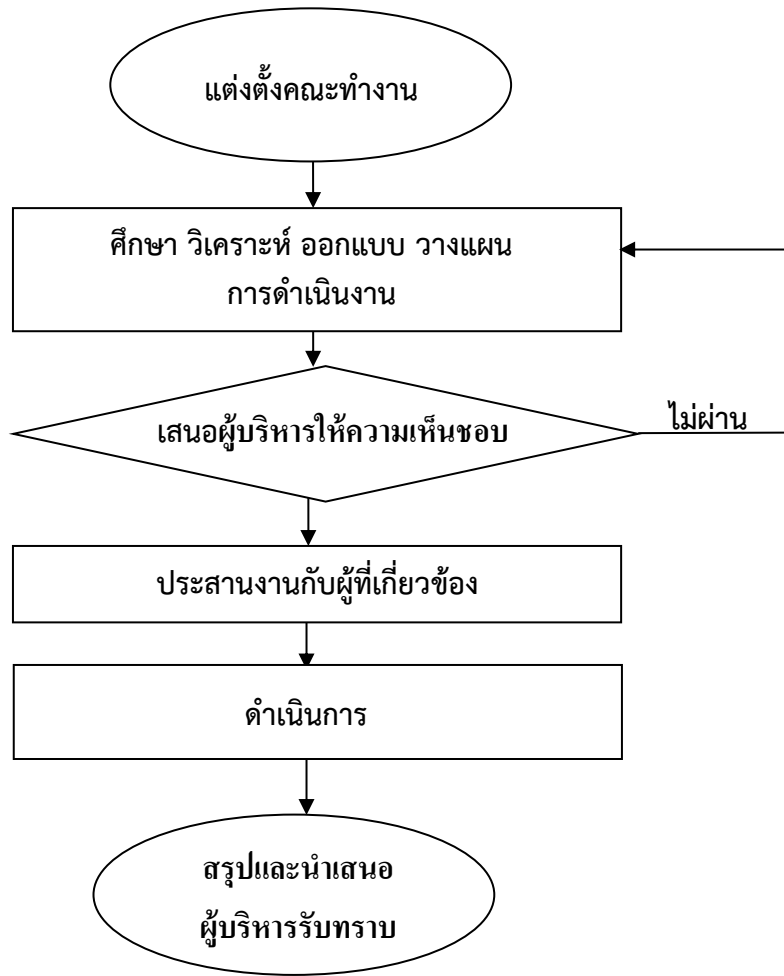 แต่งตั้งคณะทำงาน
ศึกษา วิเคราะห์ ออกแบบ วางแผน
การดำเนินงาน
เสนอผู้บริหารให้ความเห็นชอบ
ไม่ผ่าน
ประสานงานกับผู้ที่เกี่ยวข้อง
ดำเนินการ
สรุปและนำเสนอ
ผู้บริหารรับทราบ